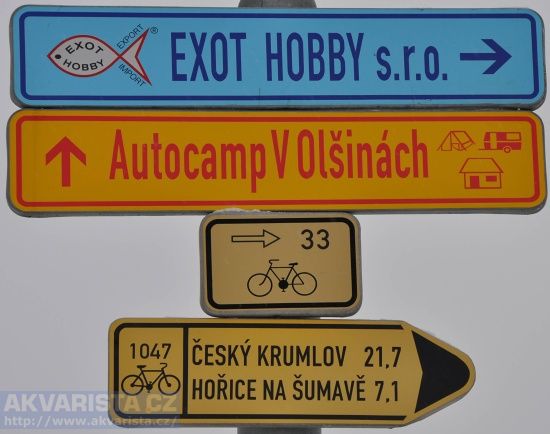 EXOT HOBBY
EXPORT
IMPORT
®
EXOT HOBBY s.r.o.
Autocamp V Olšinách
33
1047
ČESKÝ KRUMLOV 21,7
HOŘICE NA ŠUMAVĚ 7,1
AKVARISTA CZ
http://www.akvarista.cz/